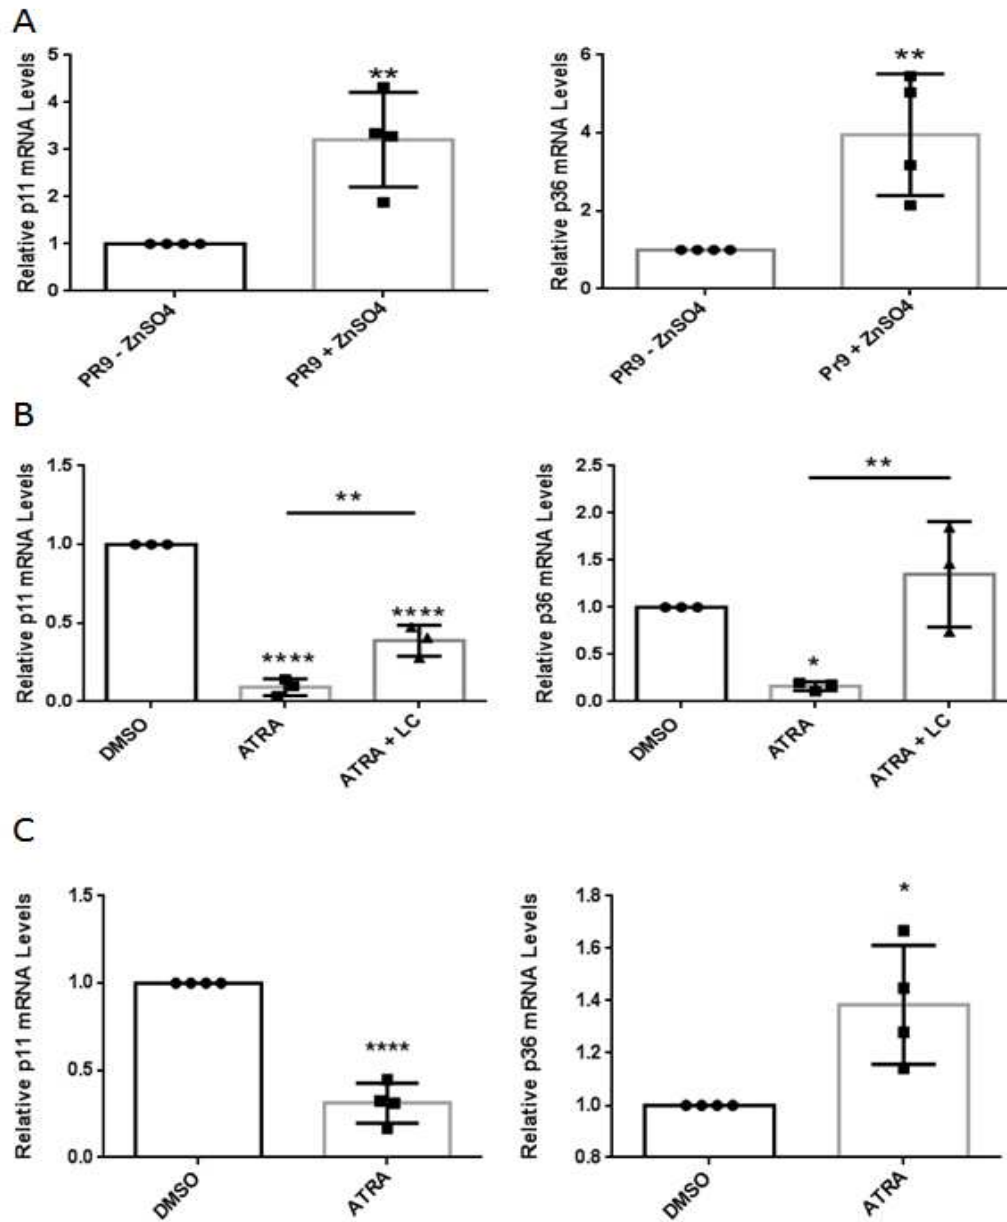 A
Relative p11 mRNA Levels
5
4
3
2
1
0
**
PR9 - ZnSO4
PR9 + ZnSO4
Relative p36 mRNA Levels
6
4
2
0
**
PR9 - ZnSO4
Pr9 + ZnSO4
B
Relative p11 mRNA Levels
1.5
1.0
0.5
0.0
**
****
****
DMSO
ATRA
ATRA + LC
Relative p36 mRNA Levels
2.5
2.0
1.5
1.0
0.5
0.0
**
*
DMSO
ATRA
ATRA + LC
C
Relative p11 mRNA Levels
1.5
1.0
0.5
0.0
****
DMSO
ATRA
Relative p36 mRNA Levels
1.8
1.6
1.4
1.2
1.0
0.8
*
DMSO
ATRA